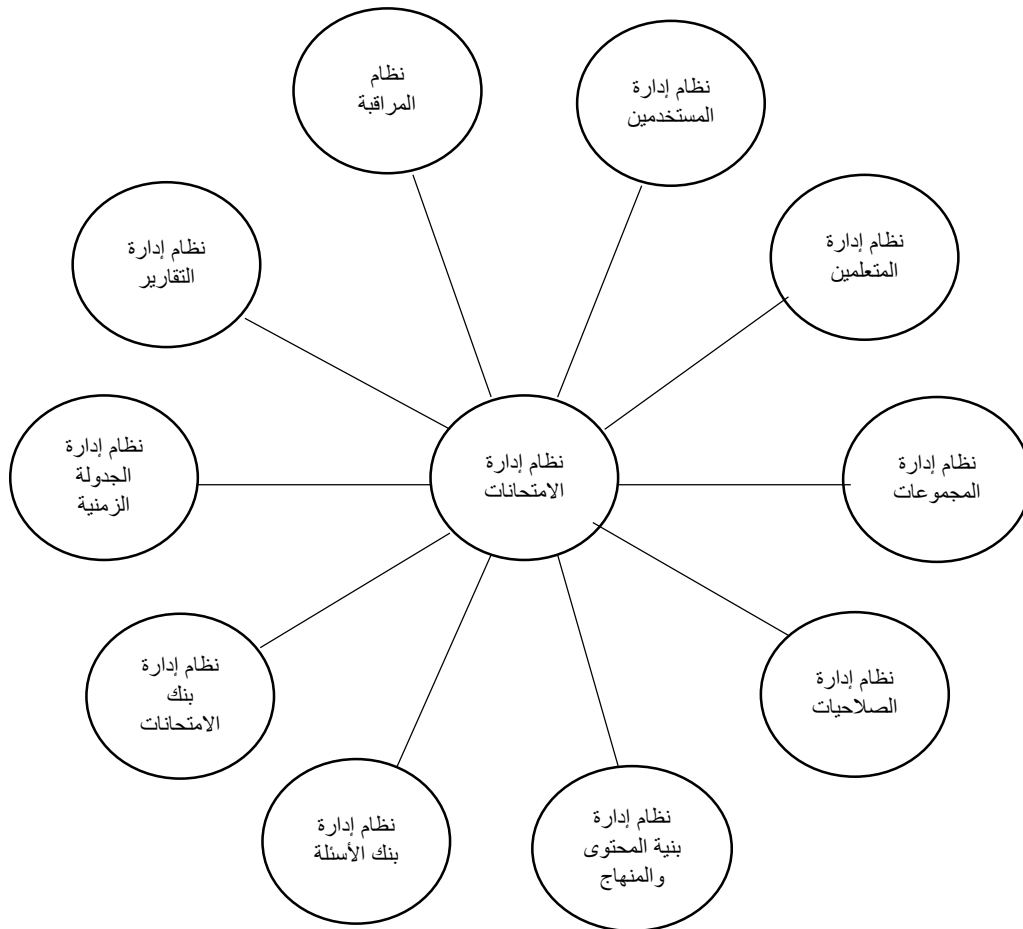 نظام
المراقبة
نظام إدارة
المستخدمين
نظام إدارة
المتعلمين
نظام إدارة
المجموعات
نظام إدارة
الصلاحيات
نظام إدارة
بنية المحتوى
والمنهاج
نظام إدارة
بنك الأسئلة
نظام إدارة
بنك
الامتحانات
نظام إدارة
الجدولة
الزمنية
نظام إدارة
التقارير
نظام إدارة
الامتحانات